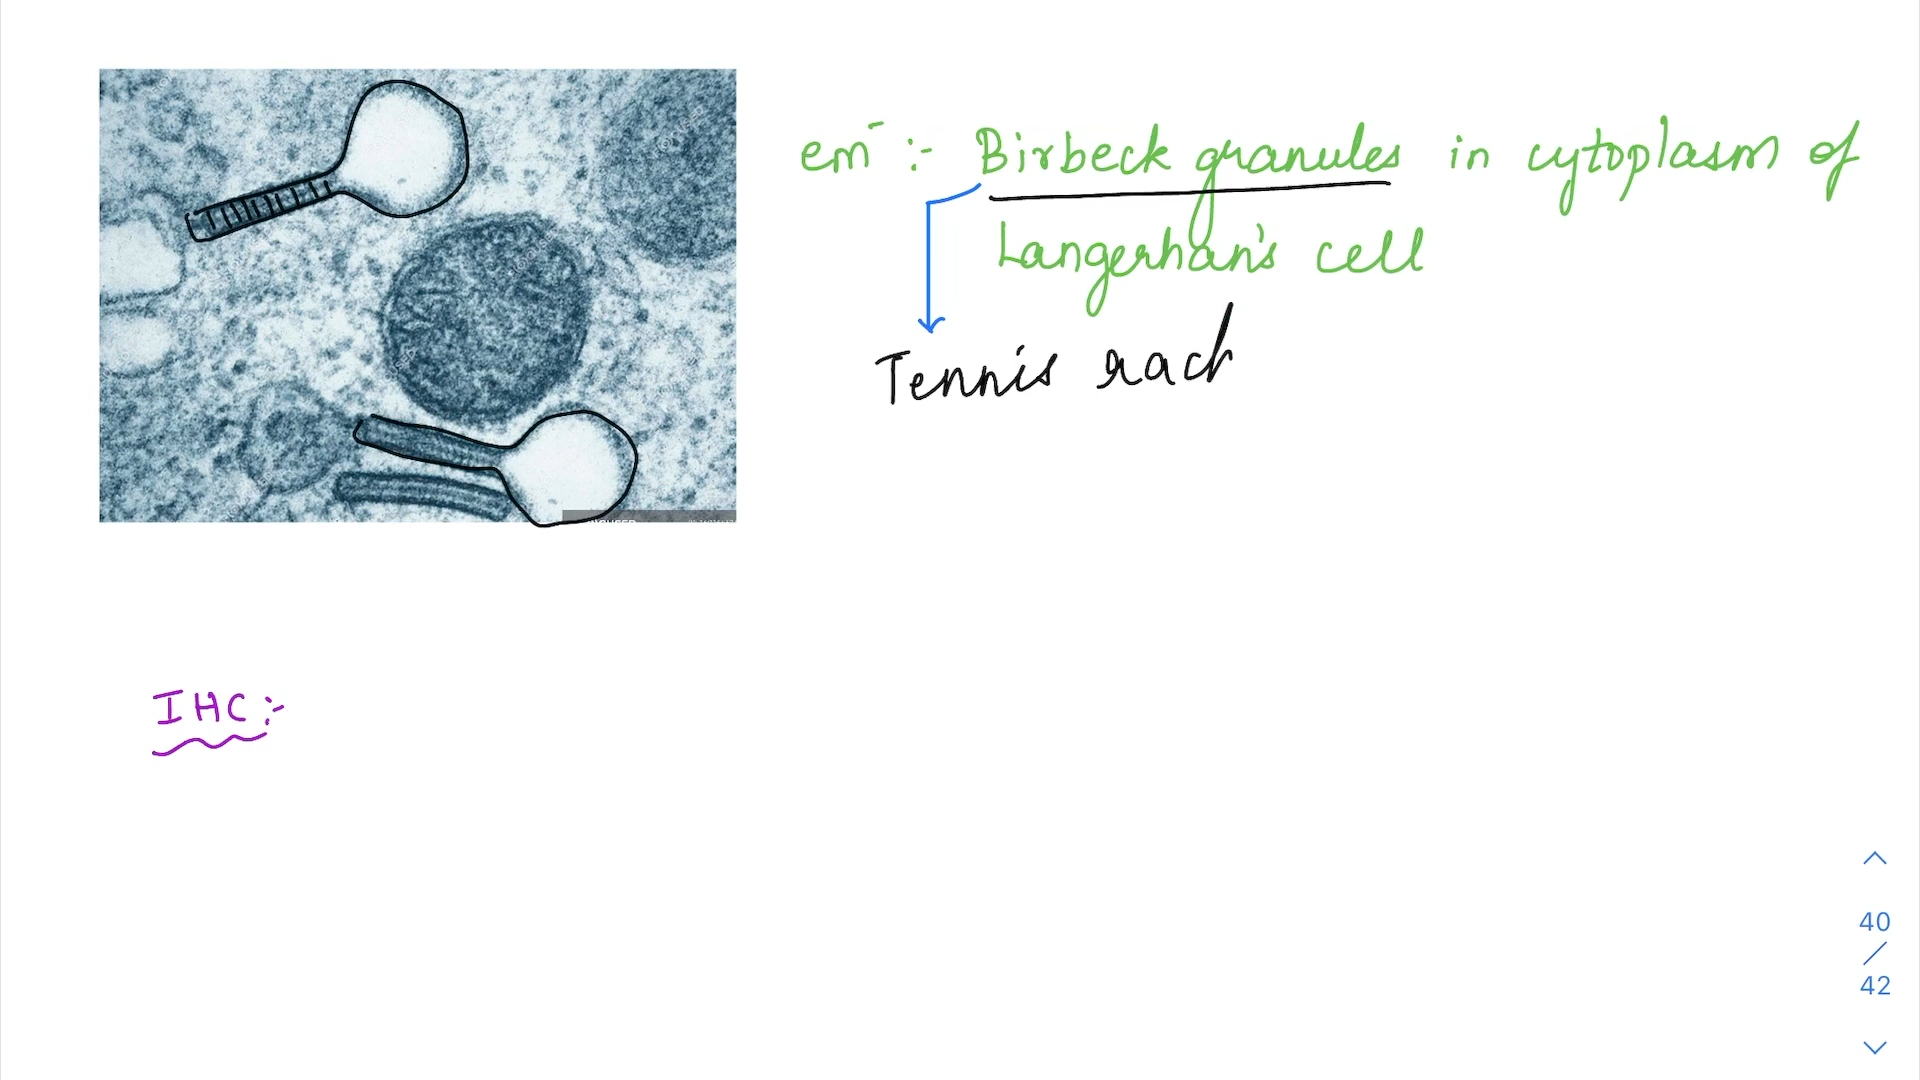 em :- Birbeck granules in cytoplasm of
Langerhan's cell
Tennis rack
IHC :-
40
/
42